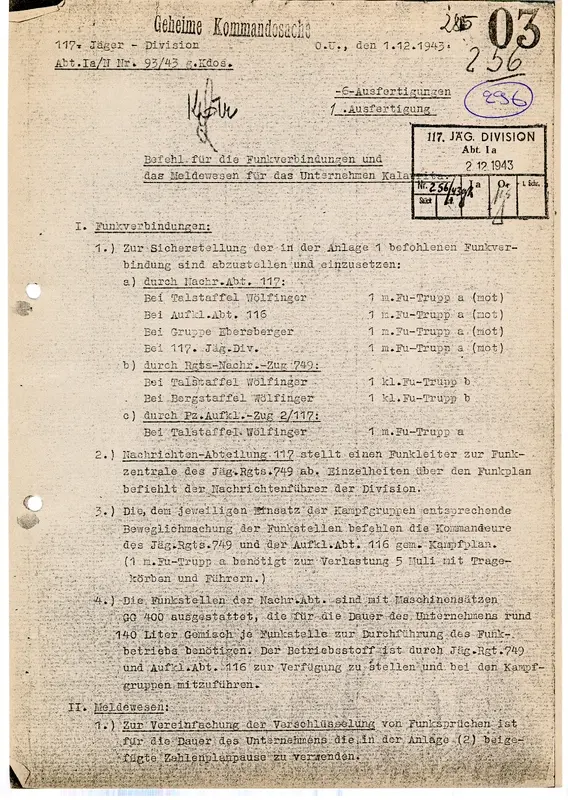 Geheime Kommandosache
285
03
117. Jäger - Division O.U., den 1.12.1943.
256
Abt.Ia/N Nr. 93/43 g.Kdos.
-6-Ausfertigungen
296
1 .Ausfertigung
117. JÄG. DIVISION
Abt. Ia
2. 12. 1943
Nr. 256/43 Ia
Befehl für die Funkverbindungen und
das Meldewesen für das Unternehmen Kalawrita.
I. Funkverbindungen:
1.) Zur Sicherstellung der in der Anlage 1 befohlenen Funkver-
bindung sind abzustellen und einzusetzen:
a) durch Nachr.Abt. 117:
Bei Talstaffel Wölfinger 1 m.Fu-Trupp a (mot)
Bei Aufkl.Abt. 116 1 m.Fu-Trupp a (mot)
Bei Gruppe Ebersberger 1 m.Fu-Trupp a (mot)
Bei 117. Jäg.Div. 1 m.Fu-Trupp a (mot)
b) durch Rgts-Nachr.-Zug 749:
Bei Talstaffel Wölfinger 1 kl.Fu-Trupp b
Bei Bergstaffel Wölfinger 1 kl.Fu-Trupp b
c) durch Pz.Aufkl.-Zug 2/117:
Bei Talstaffel Wölfinger 1 m.Fu-Trupp a
2.) Nachrichten-Abteilung 117 stellt einen Funkleiter zur Funk-
zentrale des Jäg.Rgts.749 ab. Einzelheiten über den Funkplan
befiehlt der Nachrichtenführer der Division.
3.) Die, dem jeweiligen Einsatz der Kampfgruppen entsprechende
Beweglichmachung der Funkstellen befehlen die Kommandeure
des Jäg.Rgts.749 und der Aufkl.Abt. 116 gem. Kampfplan.
(1 m.Fu-Trupp a benötigt zur Verlastung 5 Muli mit Trage-
körben und Führern.)
4.) Die Funkstellen der Nachr.Abt. sind mit Maschinensätzen
GG 400 ausgestattet, die für die Dauer des Unternehmens rund
140 Liter Gemisch je Funkstelle zur Durchführung des Funk-
betriebs benötigen. Der Betriebsstoff ist durch Jäg.Rgt.749
und Aufkl.Abt. 116 zur Verfügung zu stellen und bei den Kampf-
gruppen mitzuführen.
II. Meldewesen:
1.) Zur Vereinfachung der Verschlüsselung von Funksprüchen ist
für die Dauer des Unternehmens die in der Anlage (2) beige-
fügte Zahlenplanpause zu verwenden.